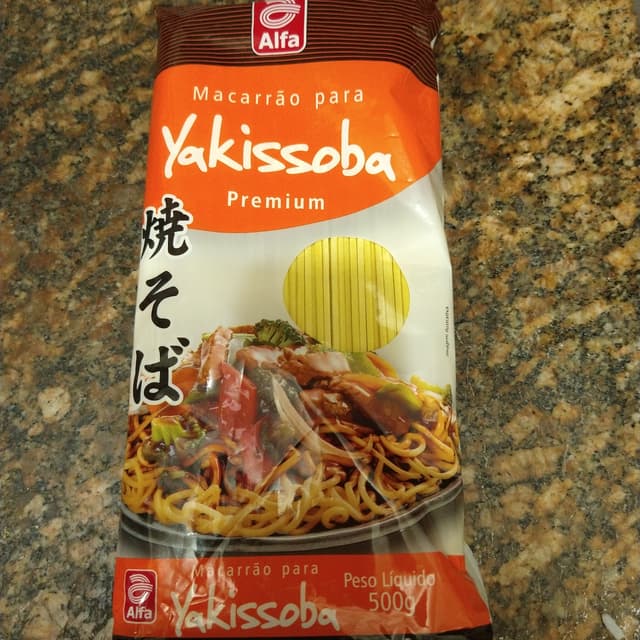 Alfa
Macarrão para
Yakissoba
Premium
焼そば
Alfa
Macarrão para
Yakissoba
Peso Líquido
500g